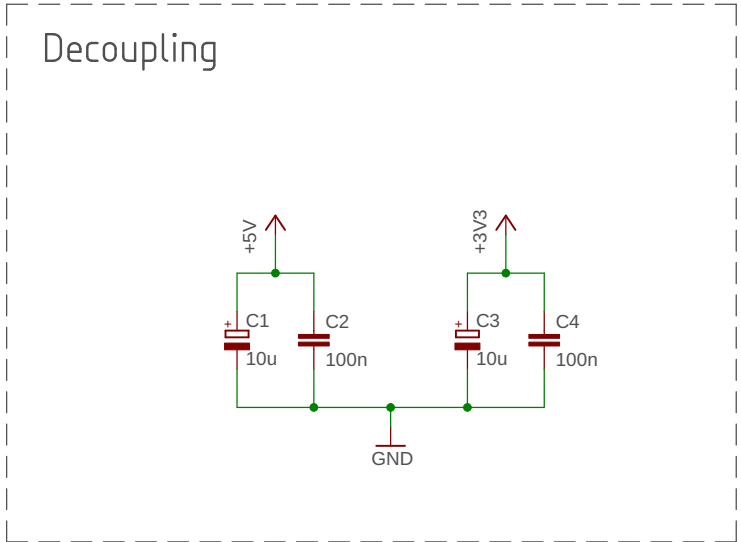 Decoupling
+5V
+3V3
+
C1
10u
C2
100n
+
C3
10u
C4
100n
GND